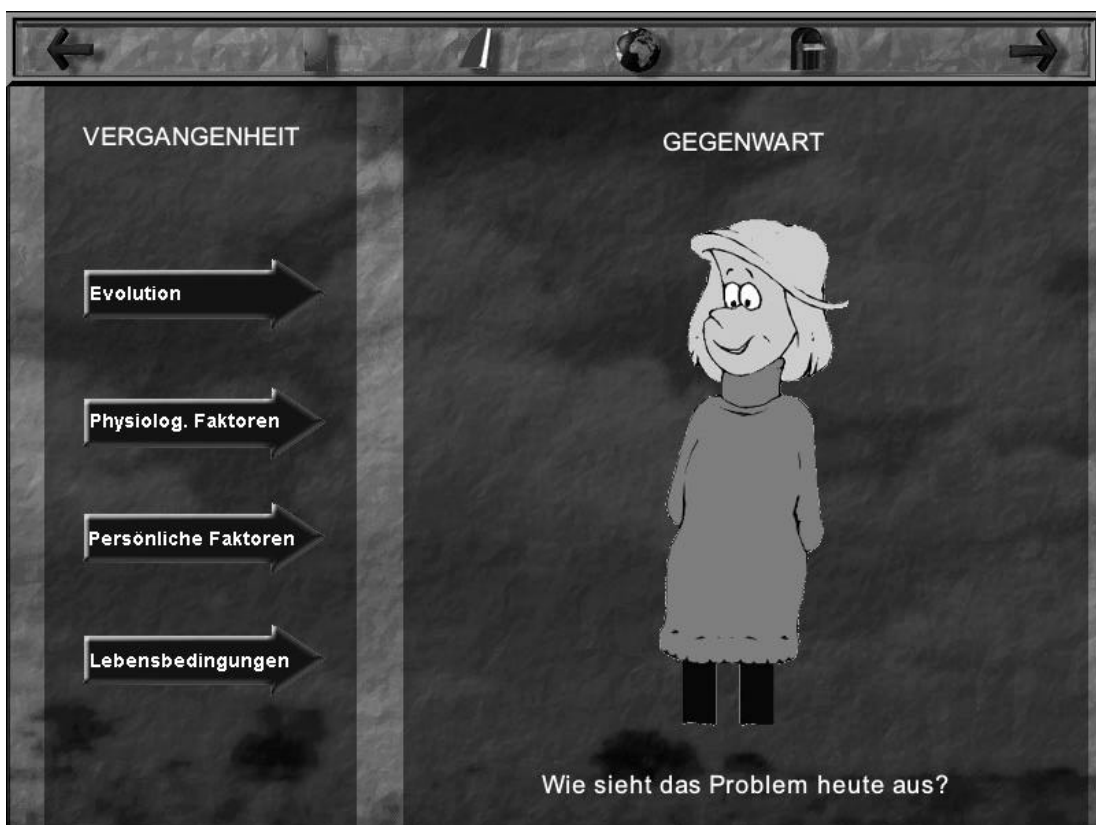 VERGANGENHEIT
Evolution
Physiolog. Faktoren
Persönliche Faktoren
Lebensbedingungen
GEGENWART
Wie sieht das Problem heute aus?